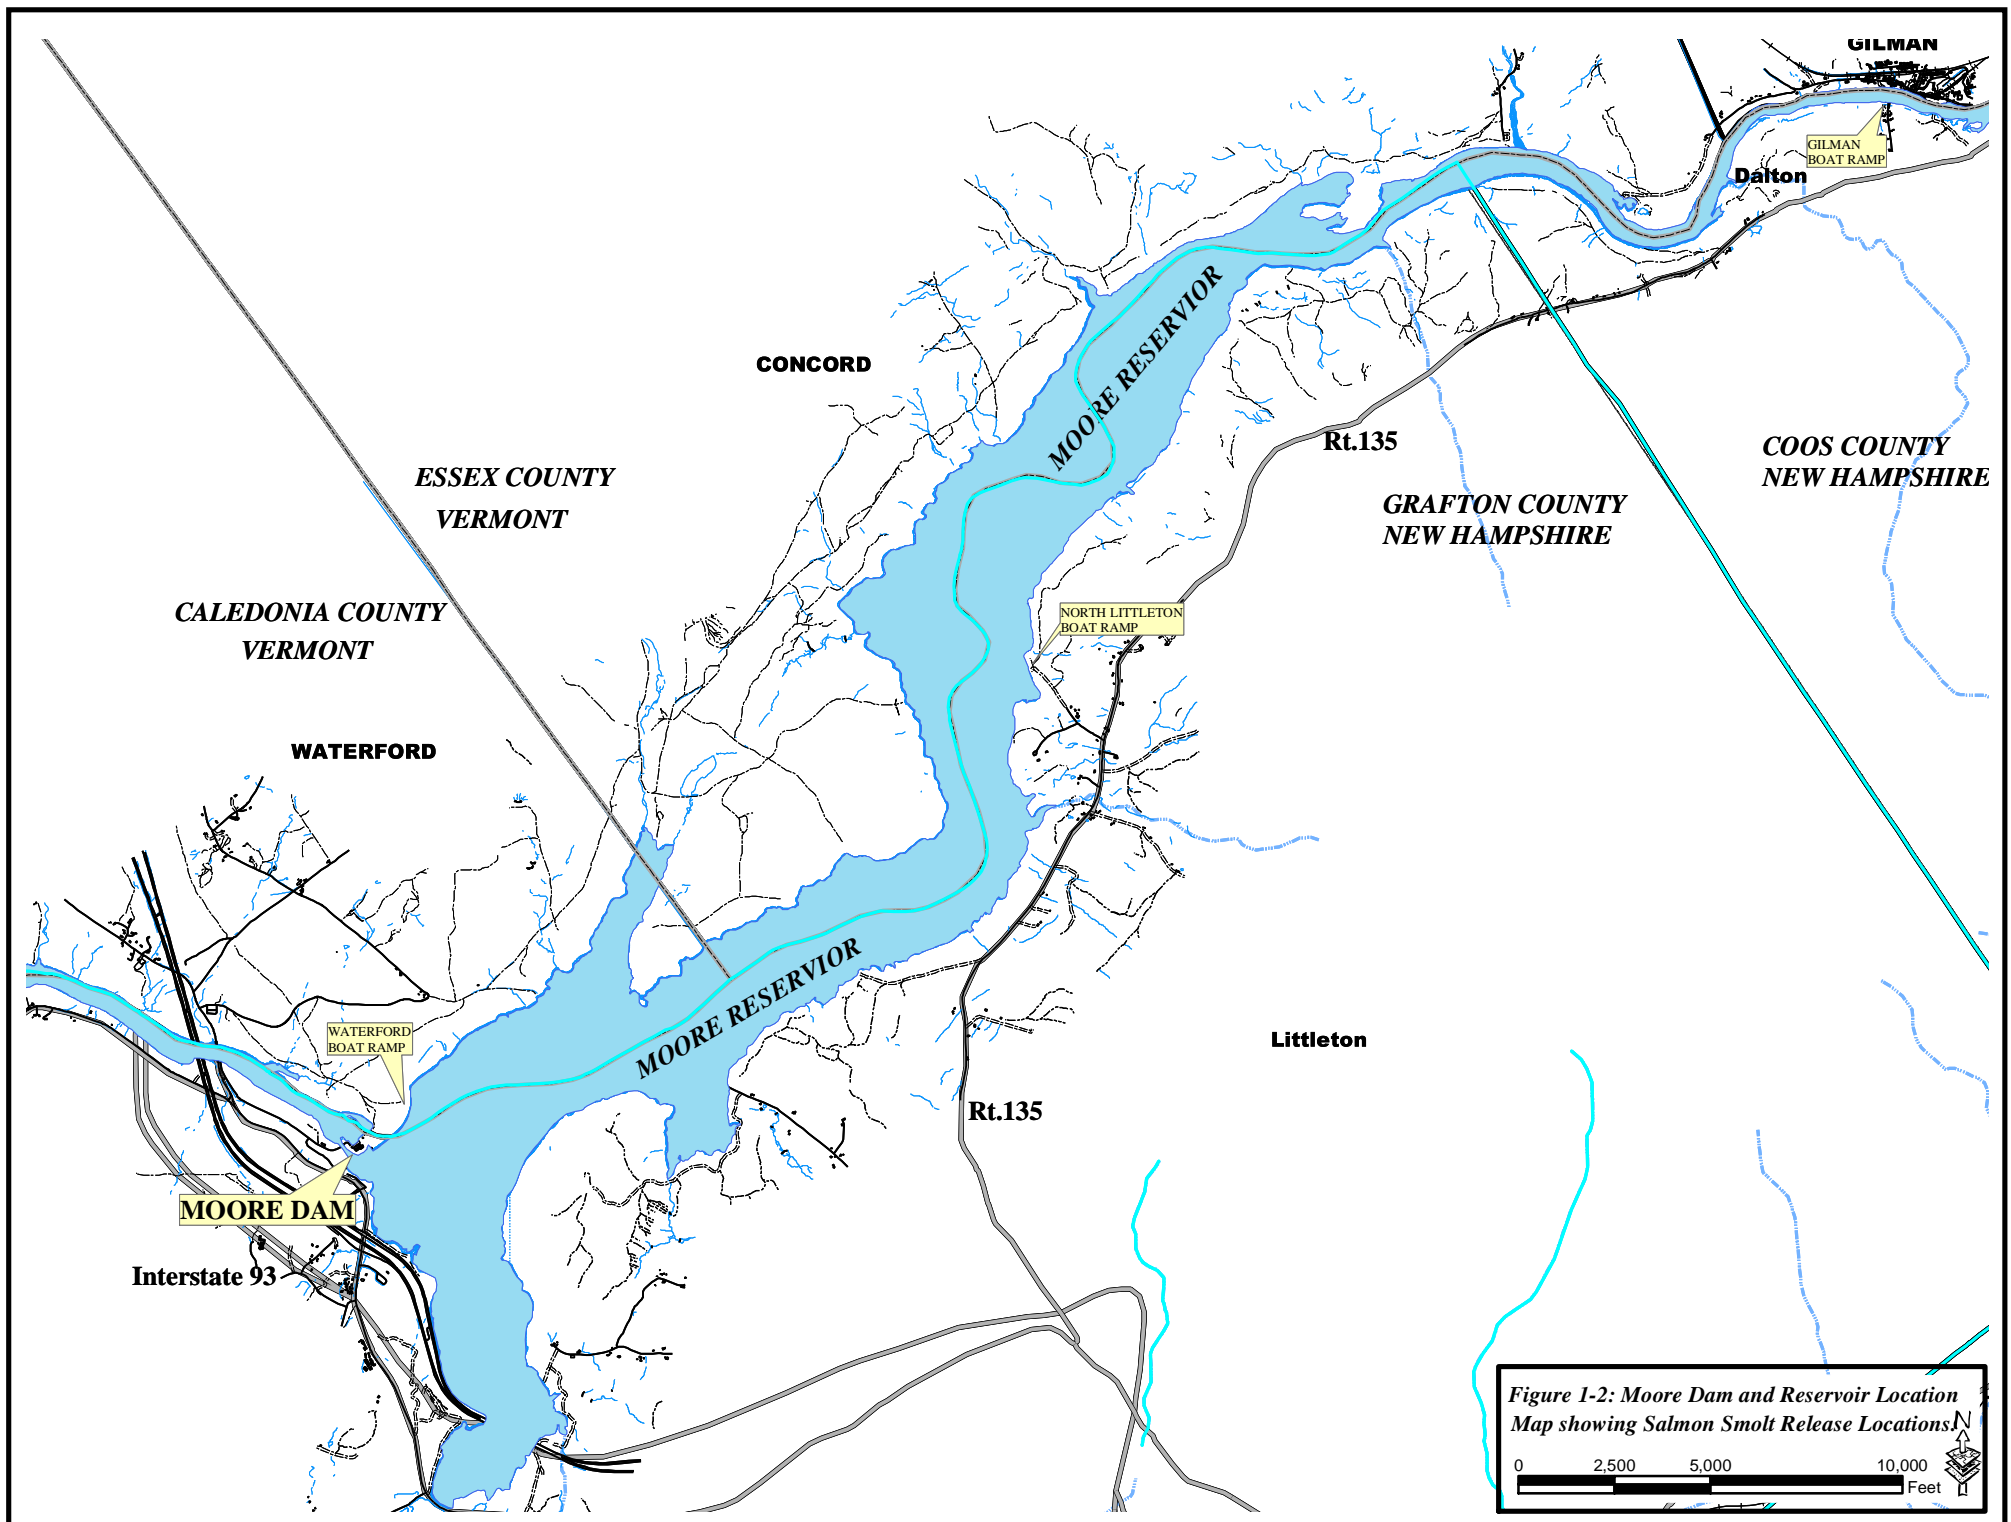 GILMAN
GILMAN
BOAT RAMP
Dalton
MOORE RESERVIOR
CONCORD
Rt.135
COOS COUNTY
NEW HAMPSHIRE
ESSEX COUNTY
VERMONT
GRAFTON COUNTY
NEW HAMPSHIRE
CALEDONIA COUNTY
VERMONT
NORTH LITTLETON
BOAT RAMP
WATERFORD
MOORE RESERVIOR
WATERFORD
BOAT RAMP
Littleton
Rt.135
MOORE DAM
Interstate 93
Figure 1-2: Moore Dam and Reservoir Location
Map showing Salmon Smolt Release Locations.
N
0 2,500 5,000 10,000
Feet